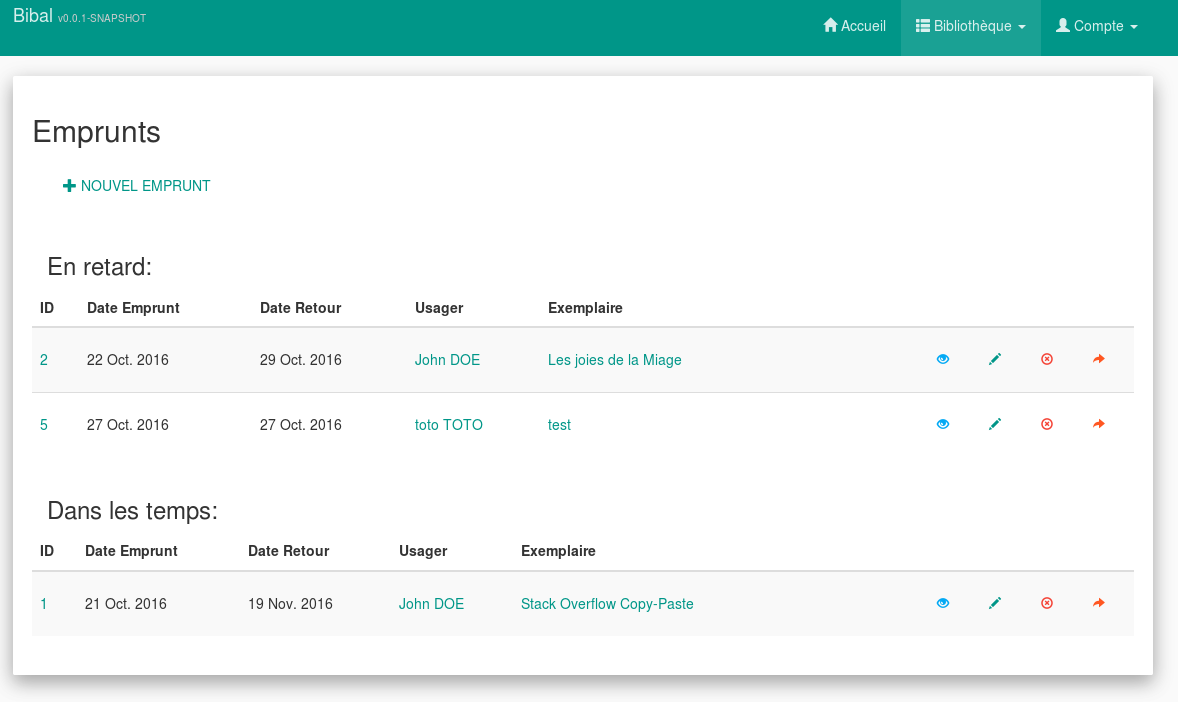 Bibal v0.0.1-SNAPSHOT
Accueil Bibliothèque Compte
Emprunts
NOUVEL EMPRUNT
En retard:
ID Date Emprunt Date Retour Usager Exemplaire
2 22 Oct. 2016 29 Oct. 2016 John DOE Les joies de la Miage
5 27 Oct. 2016 27 Oct. 2016 toto TOTO test
Dans les temps:
ID Date Emprunt Date Retour Usager Exemplaire
1 21 Oct. 2016 19 Nov. 2016 John DOE Stack Overflow Copy-Paste